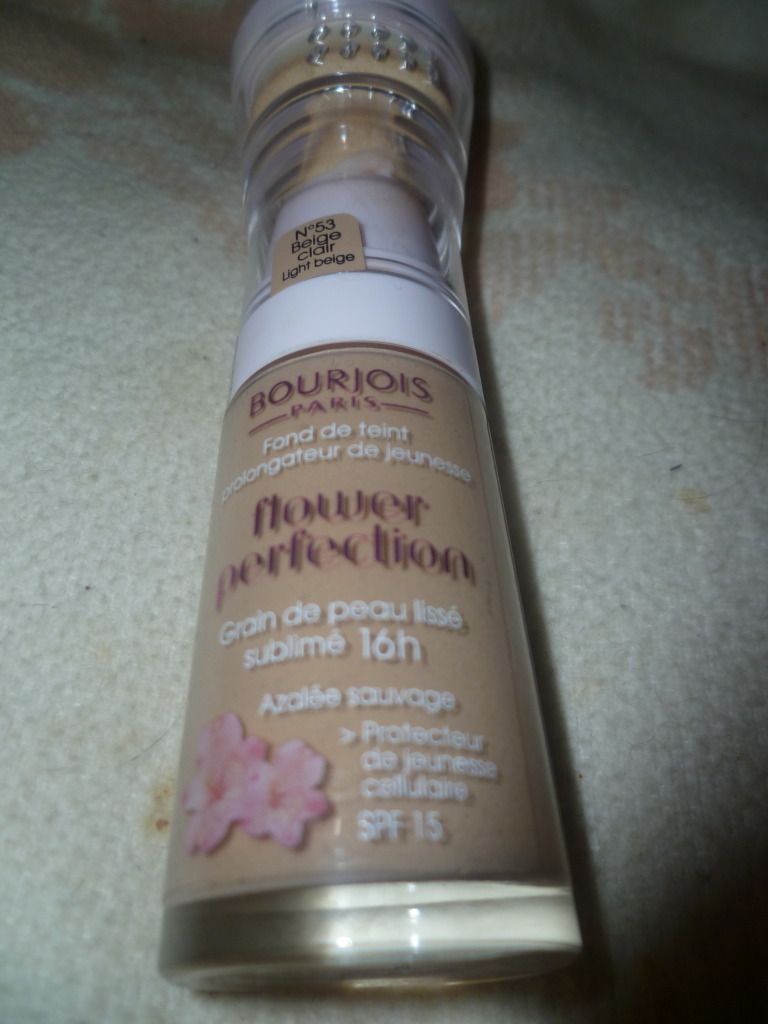 N°53
Beige
clair
Light beige
BOURJOIS
PARIS
Fond de teint
prolongateur de jeunesse
flower
perfection
Grain de peau lissé
sublimé 16h
Azalée sauvage
> Protecteur
de jeunesse
cellulaire
SPF 15